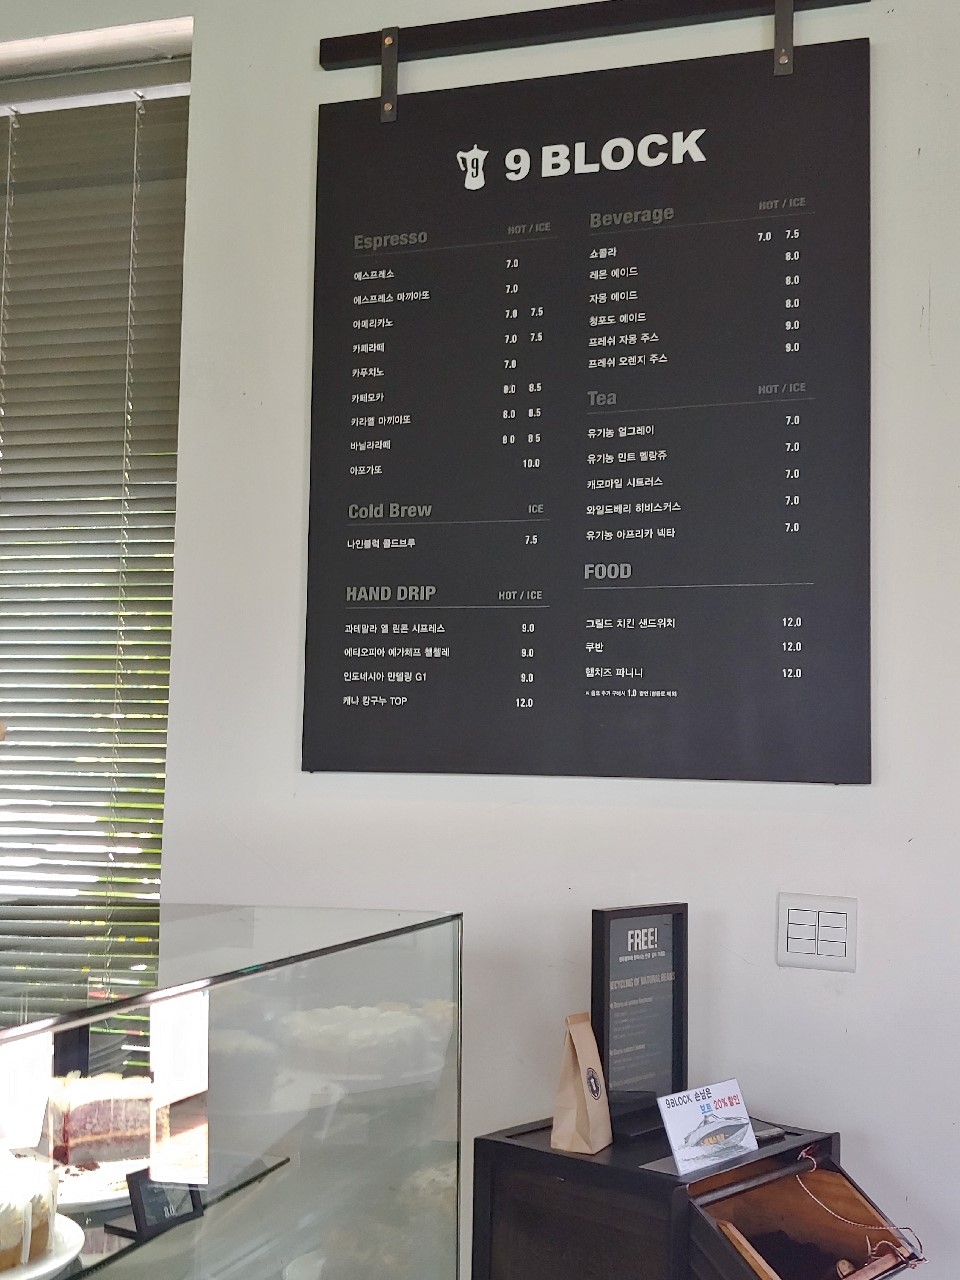 9 9 BLOCK
Espresso HOT / ICE
에스프레소 7.0
에스프레소 마끼아또 7.0
아메리카노 7.0 7.5
카페라떼 7.0 7.5
카푸치노 7.0
카페모카 8.0 8.5
카라멜 마끼아또 8.0 8.5
바닐라라떼 8.0 8.5
아포가또 10.0
Cold Brew ICE
나인블럭 콜드브루 7.5
HAND DRIP HOT / ICE
과테말라 엘 린콘 시프레스 9.0
에티오피아 예가체프 첼렐레 9.0
인도네시아 만델링 G1 9.0
캐냐 캉구누 TOP 12.0
Beverage HOT / ICE
쇼콜라 7.0 7.5
레몬 에이드 8.0
자몽 에이드 8.0
청포도 에이드 8.0
프레쉬 자몽 주스 9.0
프레쉬 오렌지 주스 9.0
Tea HOT / ICE
유기농 얼그레이 7.0
유기농 민트 멜랑쥬 7.0
캐모마일 시트러스 7.0
와일드베리 히비스커스 7.0
유기농 아프리카 넥타 7.0
FOOD
그릴드 치킨 샌드위치 12.0
쿠반 12.0
햄치즈 파니니 12.0
1.0
FREE!
RECYCLING OF NATURAL BEANS
9BLOCK 손님은
보트 20% 할인